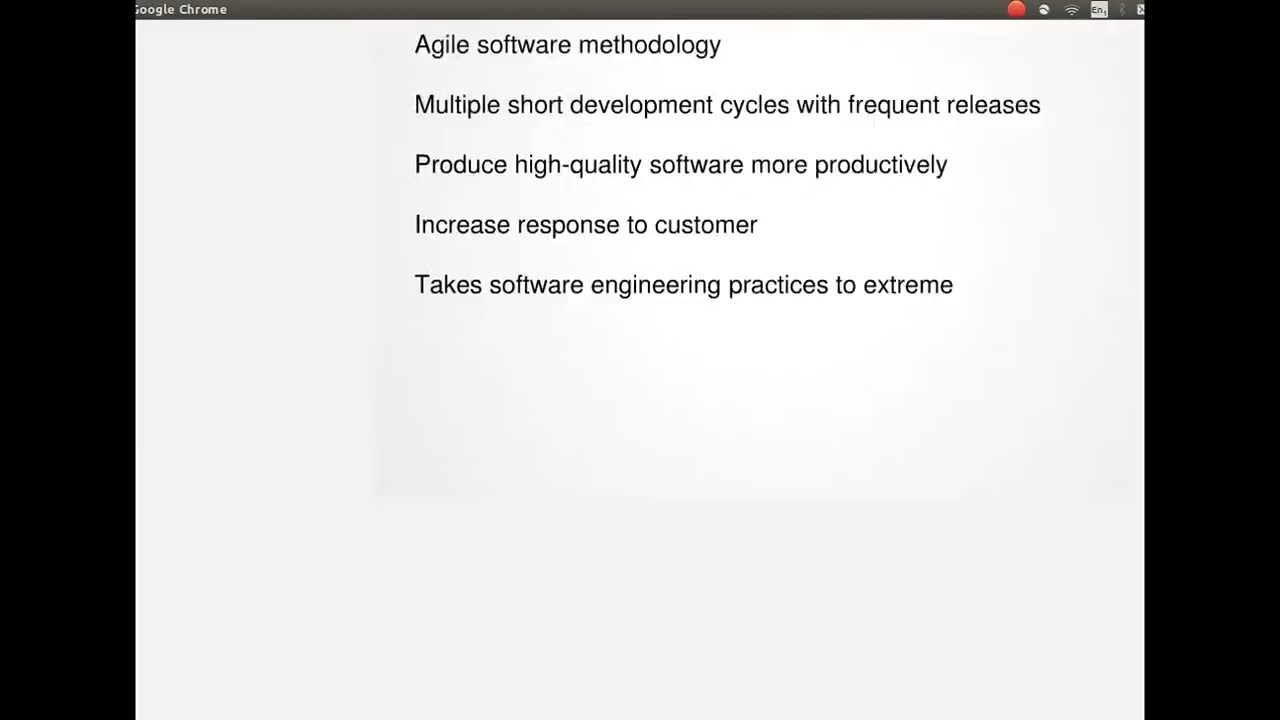 Google Chrome
En1
Agile software methodology
Multiple short development cycles with frequent releases
Produce high-quality software more productively
Increase response to customer
Takes software engineering practices to extreme